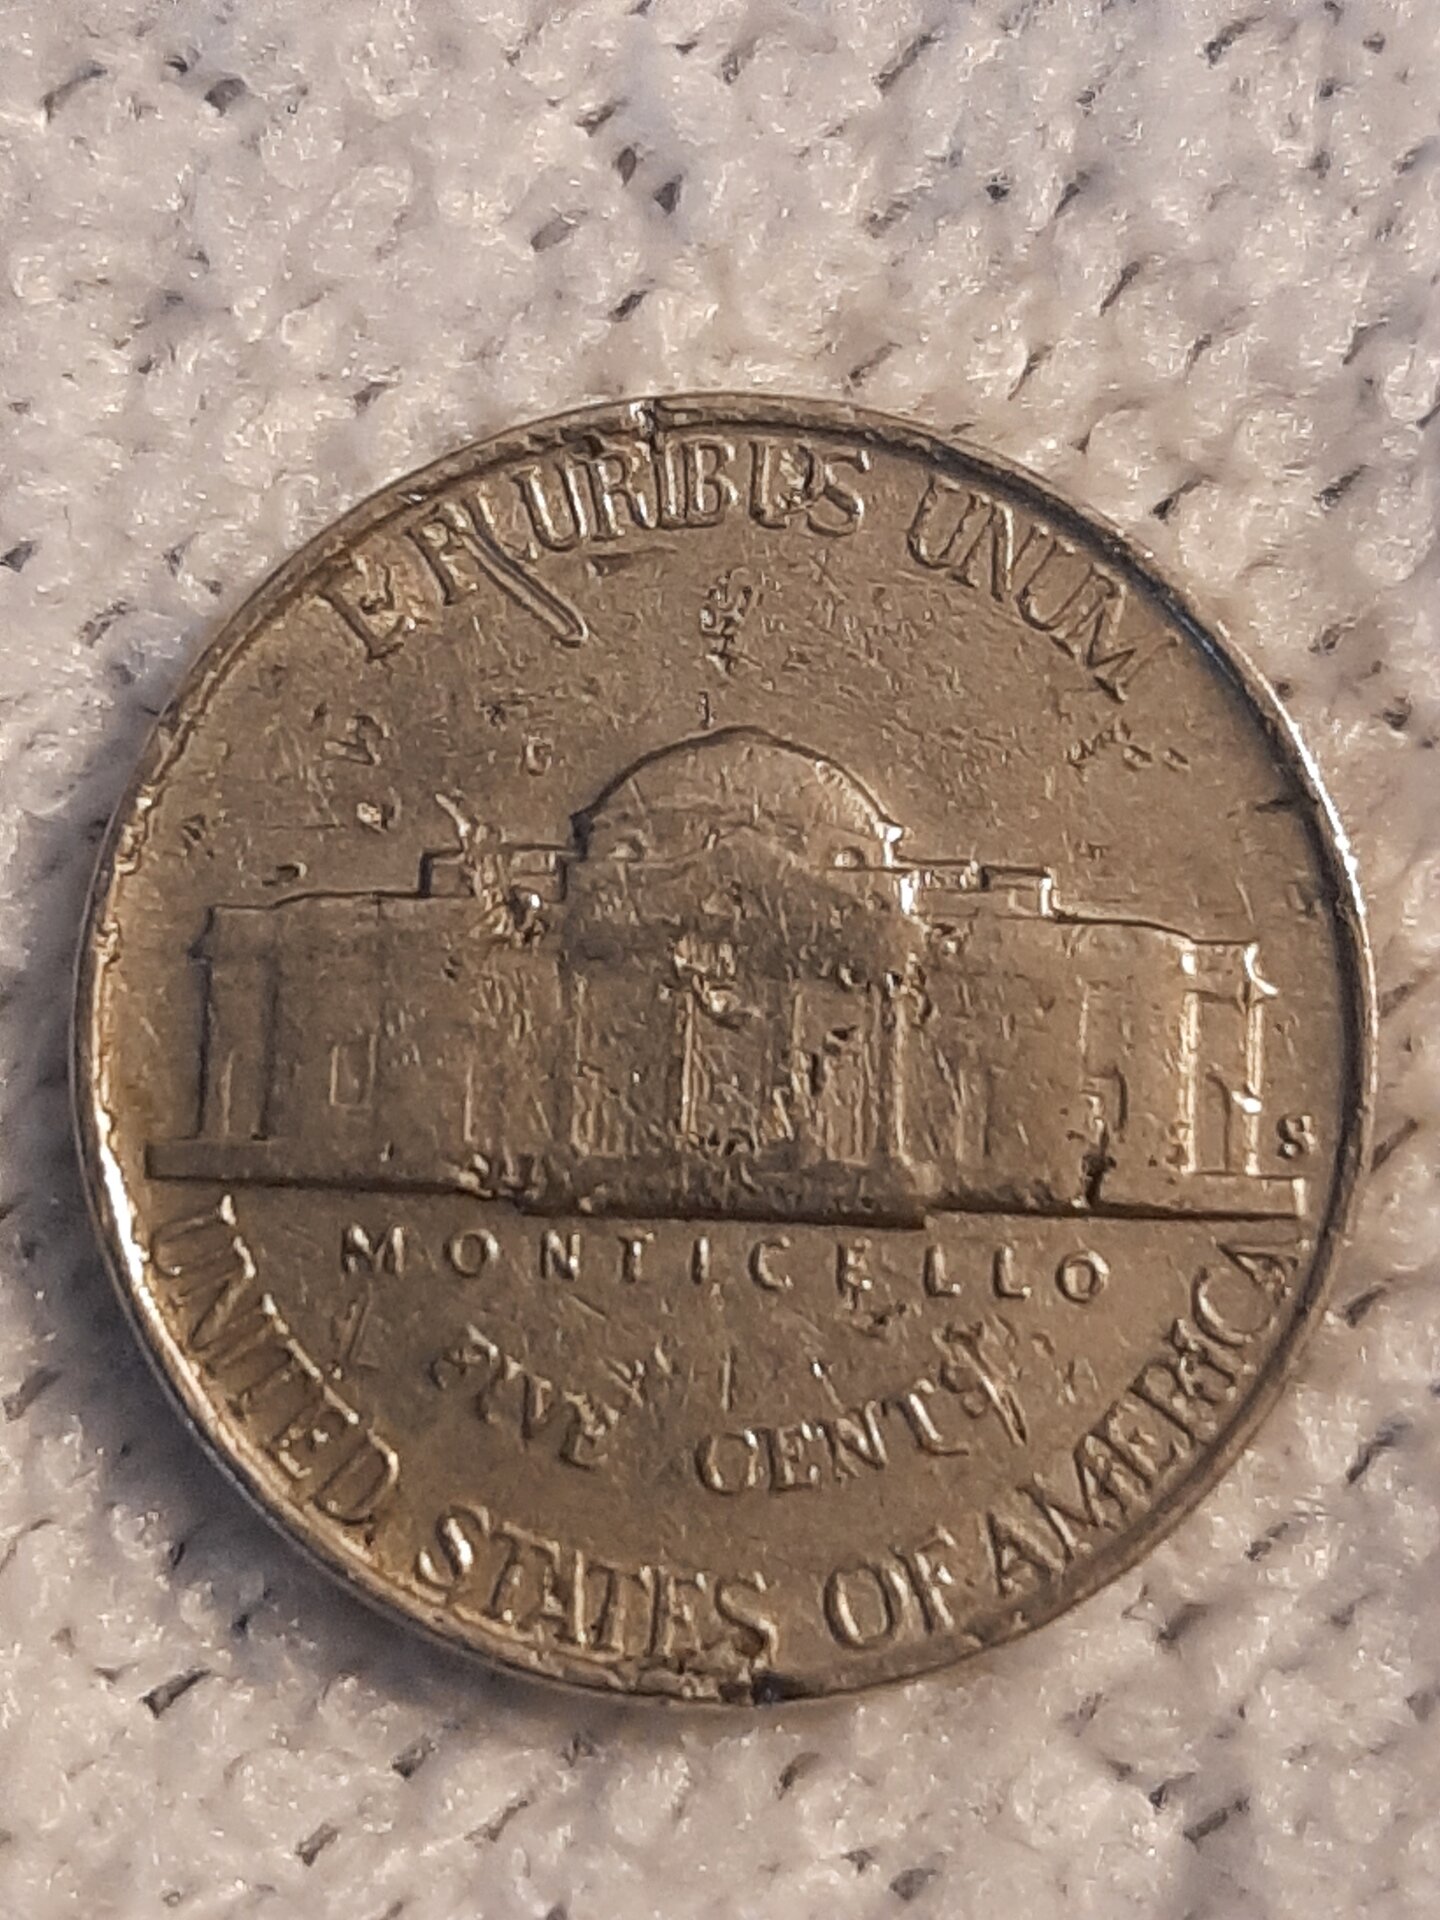 E PLURIBUS UNUM
S
MONTICELLO
FIVE CENTS
UNITED STATES OF AMERICA